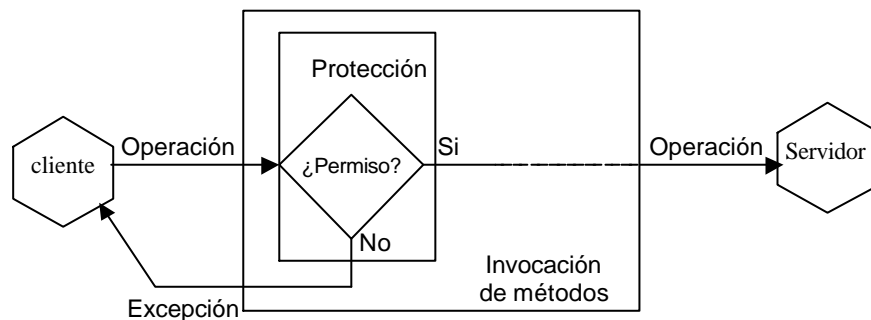 Protección
Operación
Si
Operación
cliente
¿Permiso?
Servidor
No
Invocación
de métodos
Excepción